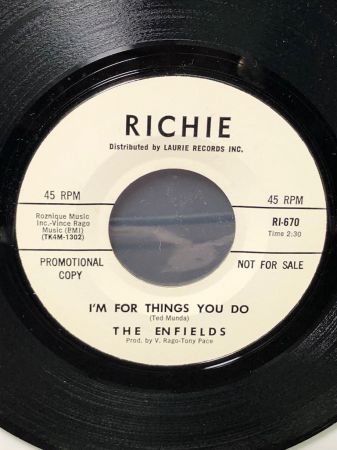 RICHIE
Distributed by LAURIE RECORDS INC.
45 RPM
45 RPM
Roznique Music
Inc.-Vince Rago
Music (BMI)
(TK4M-1302)
RI-670
Time 2:30
PROMOTIONAL
COPY
NOT FOR SALE
I'M FOR THINGS YOU DO
(Ted Munda)
THE ENFIELDS
Prod. by V. Rago-Tony Pace